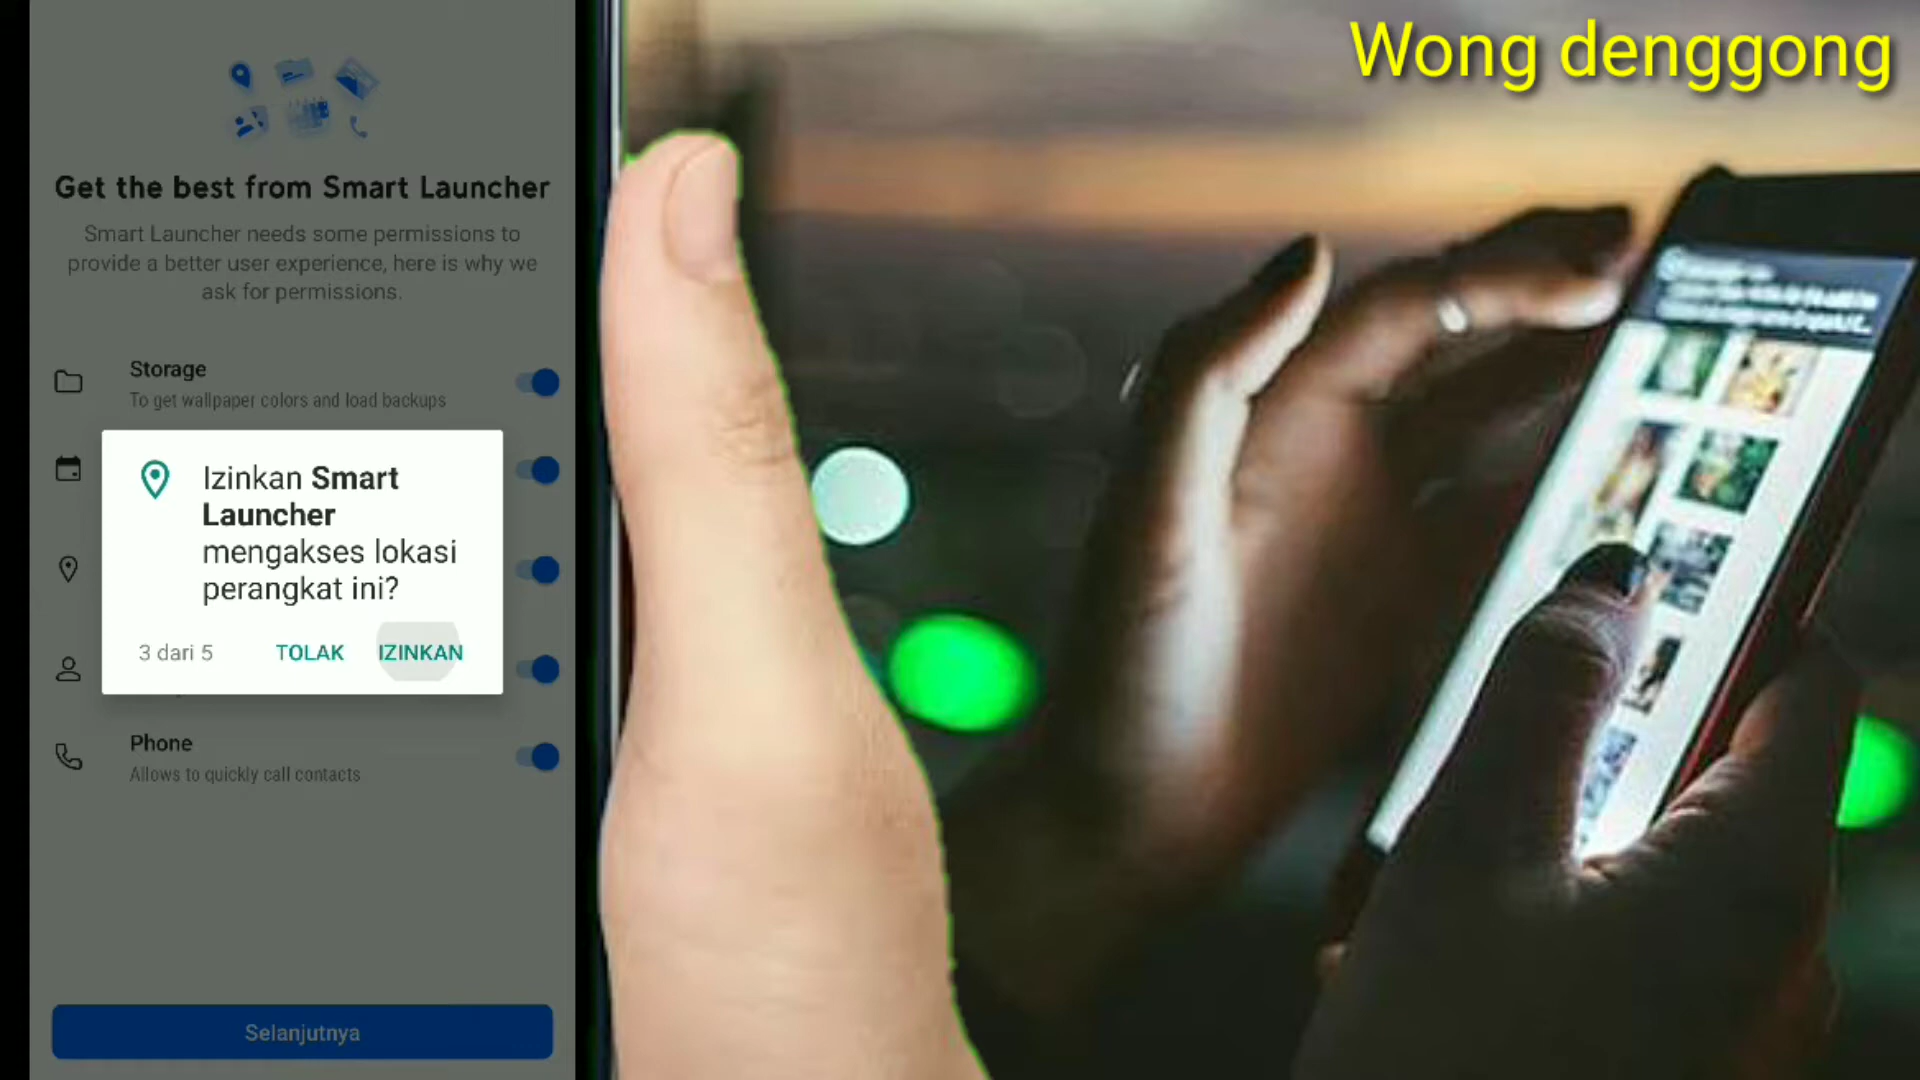 Wong denggong
Get the best from Smart Launcher
Smart Launcher needs some permissions to
provide a better user experience, here is why we
ask for permissions.
Storage
To get wallpaper colors and load backups
Izinkan Smart
Launcher
mengakses lokasi
perangkat ini?
3 dari 5
TOLAK
IZINKAN
Phone
Allows to quickly call contacts
Selanjutnya